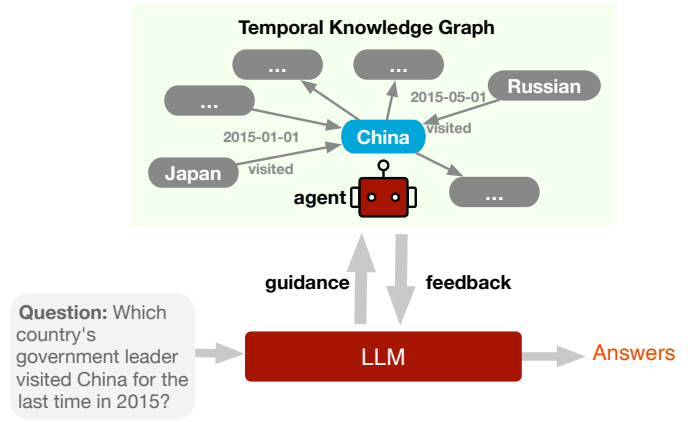 Temporal Knowledge Graph
...
...
Russian
...
2015-05-01
visited
China
2015-01-01
Japan
visited
...
agent
guidance
feedback
Question: Which
country's
government leader
visited China for the
last time in 2015?
LLM
Answers